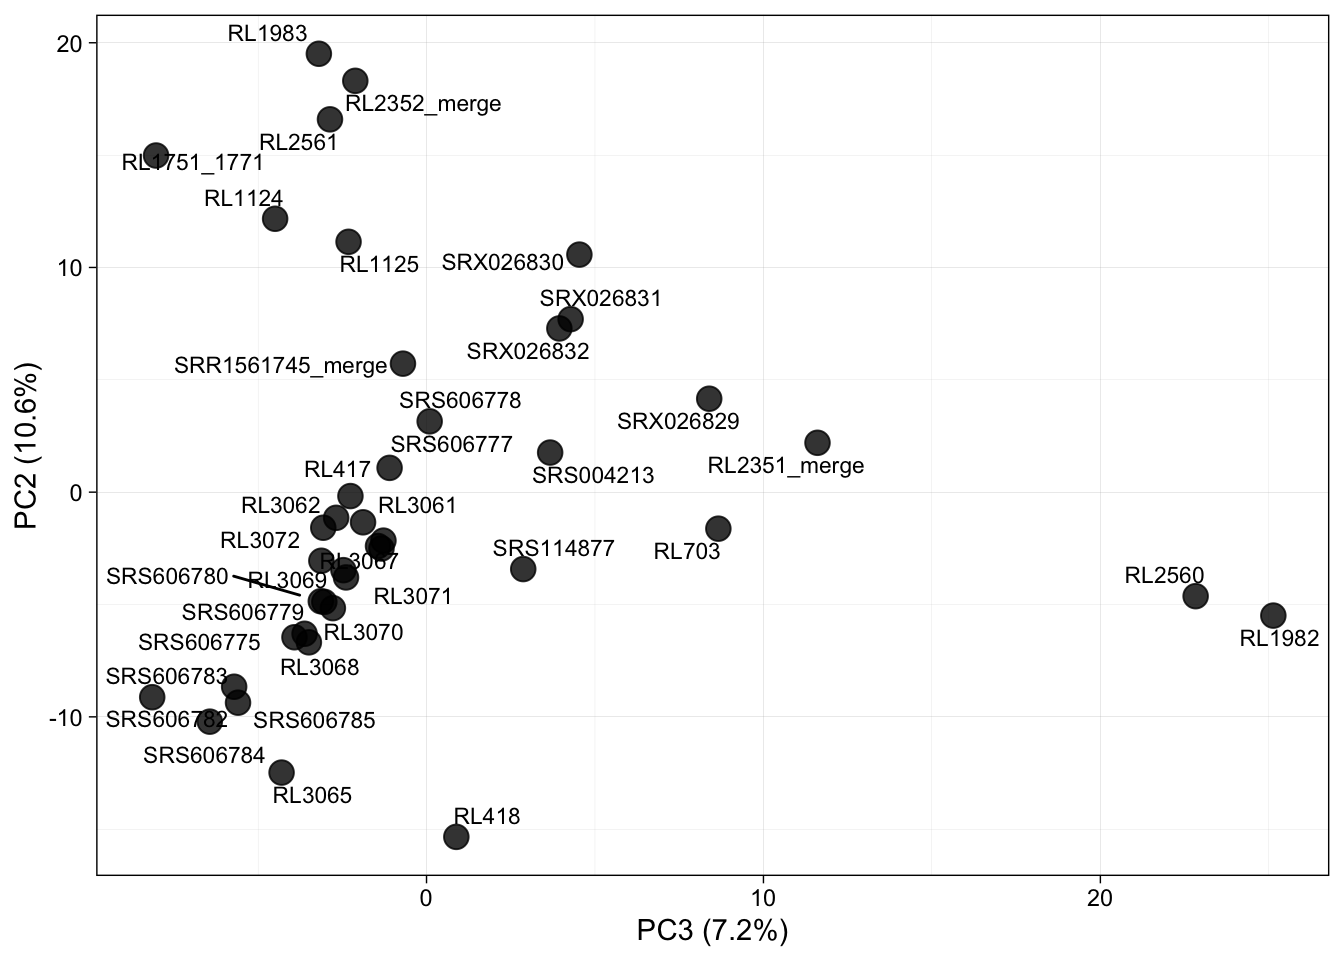 RL1983
20
RL2352_merge
RL2561
RL1751_1771
RL1124
RL1125
SRX026830
10
SRX026831
SRX026832
SRR1561745_merge
SRS606778
SRX026829
SRS606777
RL2351_merge
RL417
SRS004213
PC2 (10.6%)
0
RL3062
RL3061
RL3072
SRS114877
RL703
RL3067
SRS606780
RL3069
RL2560
RL3071
SRS606779
RL3070
RL1982
SRS606775
RL3068
SRS606783
-10
SRS606782
SRS606785
SRS606784
RL3065
RL418
0
10
20
PC3 (7.2%)